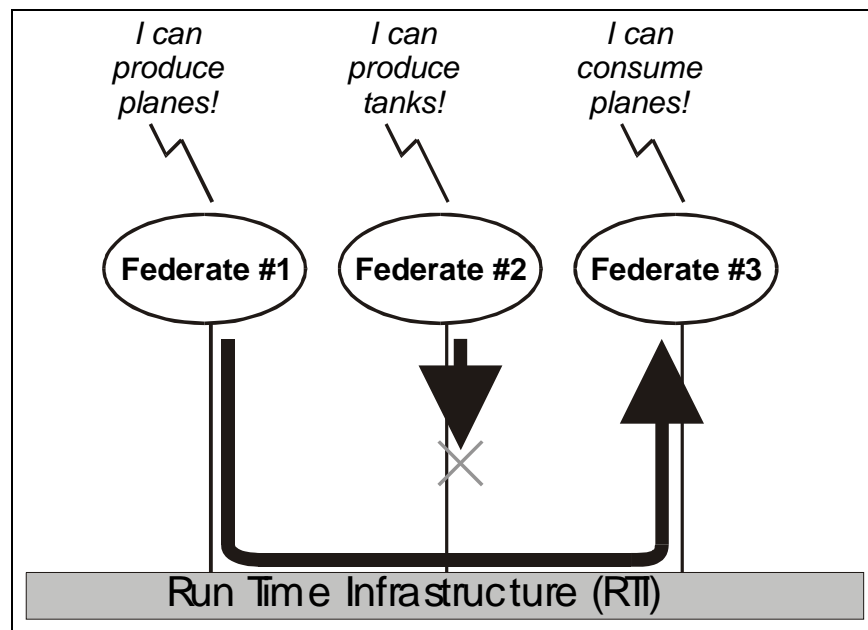 I can
produce
planes!
I can
produce
tanks!
I can
consume
planes!
Federate #1
Federate #2
Federate #3
Run Time Infrastructure (RTI)